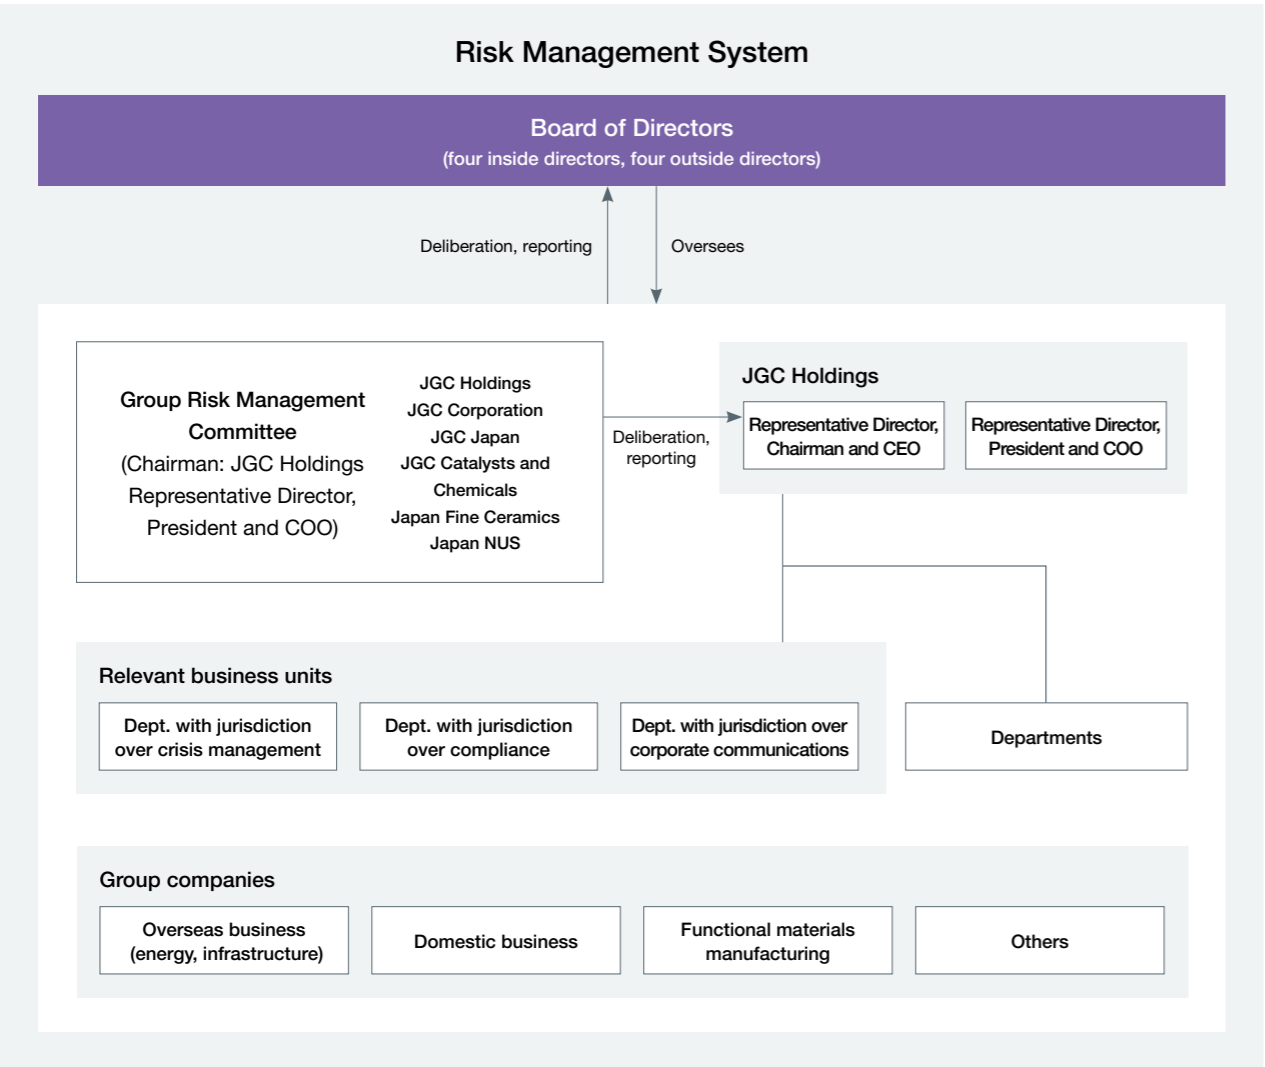 Risk Management System
Board of Directors
(four inside directors, four outside directors)
Deliberation, reporting
Oversees
Group Risk Management
Committee
(Chairman: JGC Holdings
Representative Director,
President and COO)
JGC Holdings
JGC Corporation
JGC Japan
JGC Catalysts and
Chemicals
Japan Fine Ceramics
Japan NUS
Deliberation,
reporting
JGC Holdings
Representative Director,
Chairman and CEO
Representative Director,
President and COO
Relevant business units
Dept. with jurisdiction
over crisis management
Dept. with jurisdiction
over compliance
Dept. with jurisdiction over
corporate communications
Departments
Group companies
Overseas business
(energy, infrastructure)
Domestic business
Functional materials
manufacturing
Others